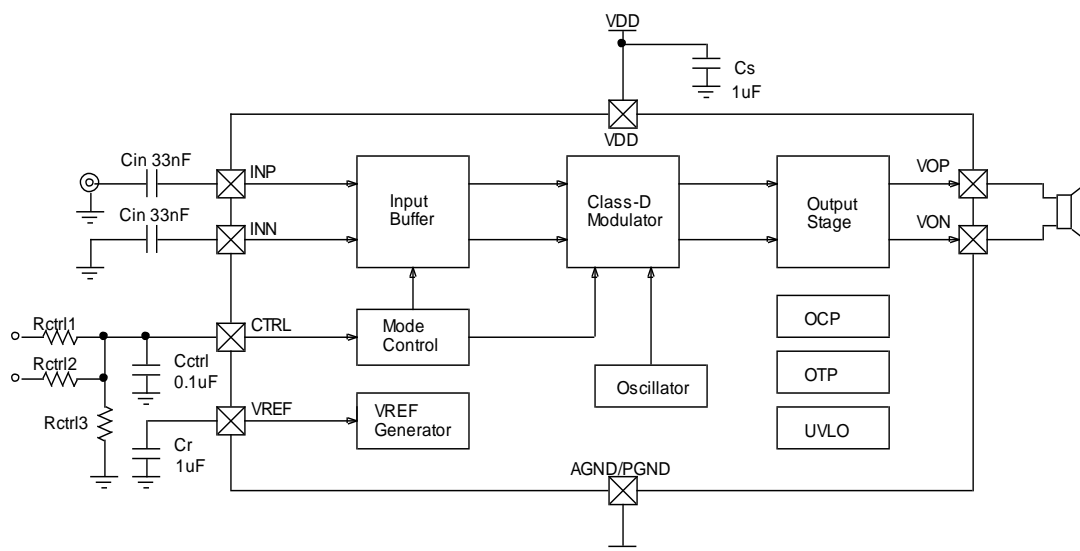 VDD
Cs
1uF
VDD
Cin 33nF
INP
Cin 33nF
INN
Input
Buffer
Class-D
Modulator
Output
Stage
VOP
VON
Rctrl1
Rctrl2
Rctrl3
Cctrl
0.1uF
CTRL
Mode
Control
Oscillator
OCP
OTP
UVLO
VREF
VREF
Generator
Cr
1uF
AGND/PGND